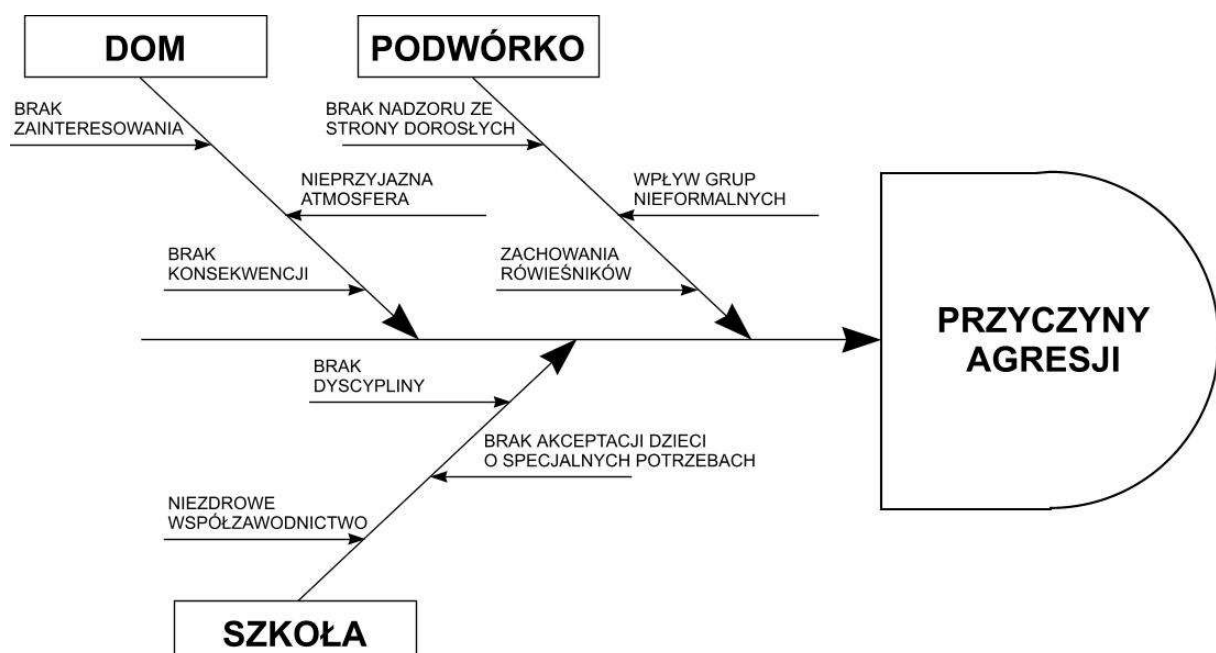 DOM
PODWÓRKO
BRAK
ZAINTERESOWANIA
BRAK NADZORU ZE
STRONY DOROSŁYCH
NIEPRZYJAZNA
ATMOSFERA
WPŁYW GRUP
NIEFORMALNYCH
BRAK
KONSEKWENCJI
ZACHOWANIA
RÓWIEŚNIKÓW
PRZYCZYNY
AGRESJI
BRAK
DYSCYPLINY
BRAK AKCEPTACJI DZIECI
O SPECJALNYCH POTRZEBACH
NIEZDROWE
WSPÓŁZAWODNICTWO
SZKOŁA